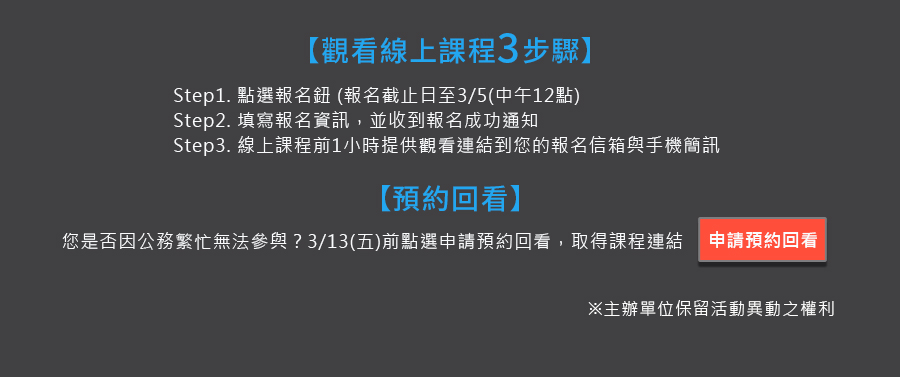 【觀看線上課程3步驟】
Step1. 點選報名鈕 (報名截止日至3/5(中午12點)
Step2. 填寫報名資訊，並收到報名成功通知
Step3. 線上課程前1小時提供觀看連結到您的報名信箱與手機簡訊
【預約回看】
您是否因公務繁忙無法參與？3/13(五)前點選申請預約回看，取得課程連結 申請預約回看
※主辦單位保留活動異動之權利